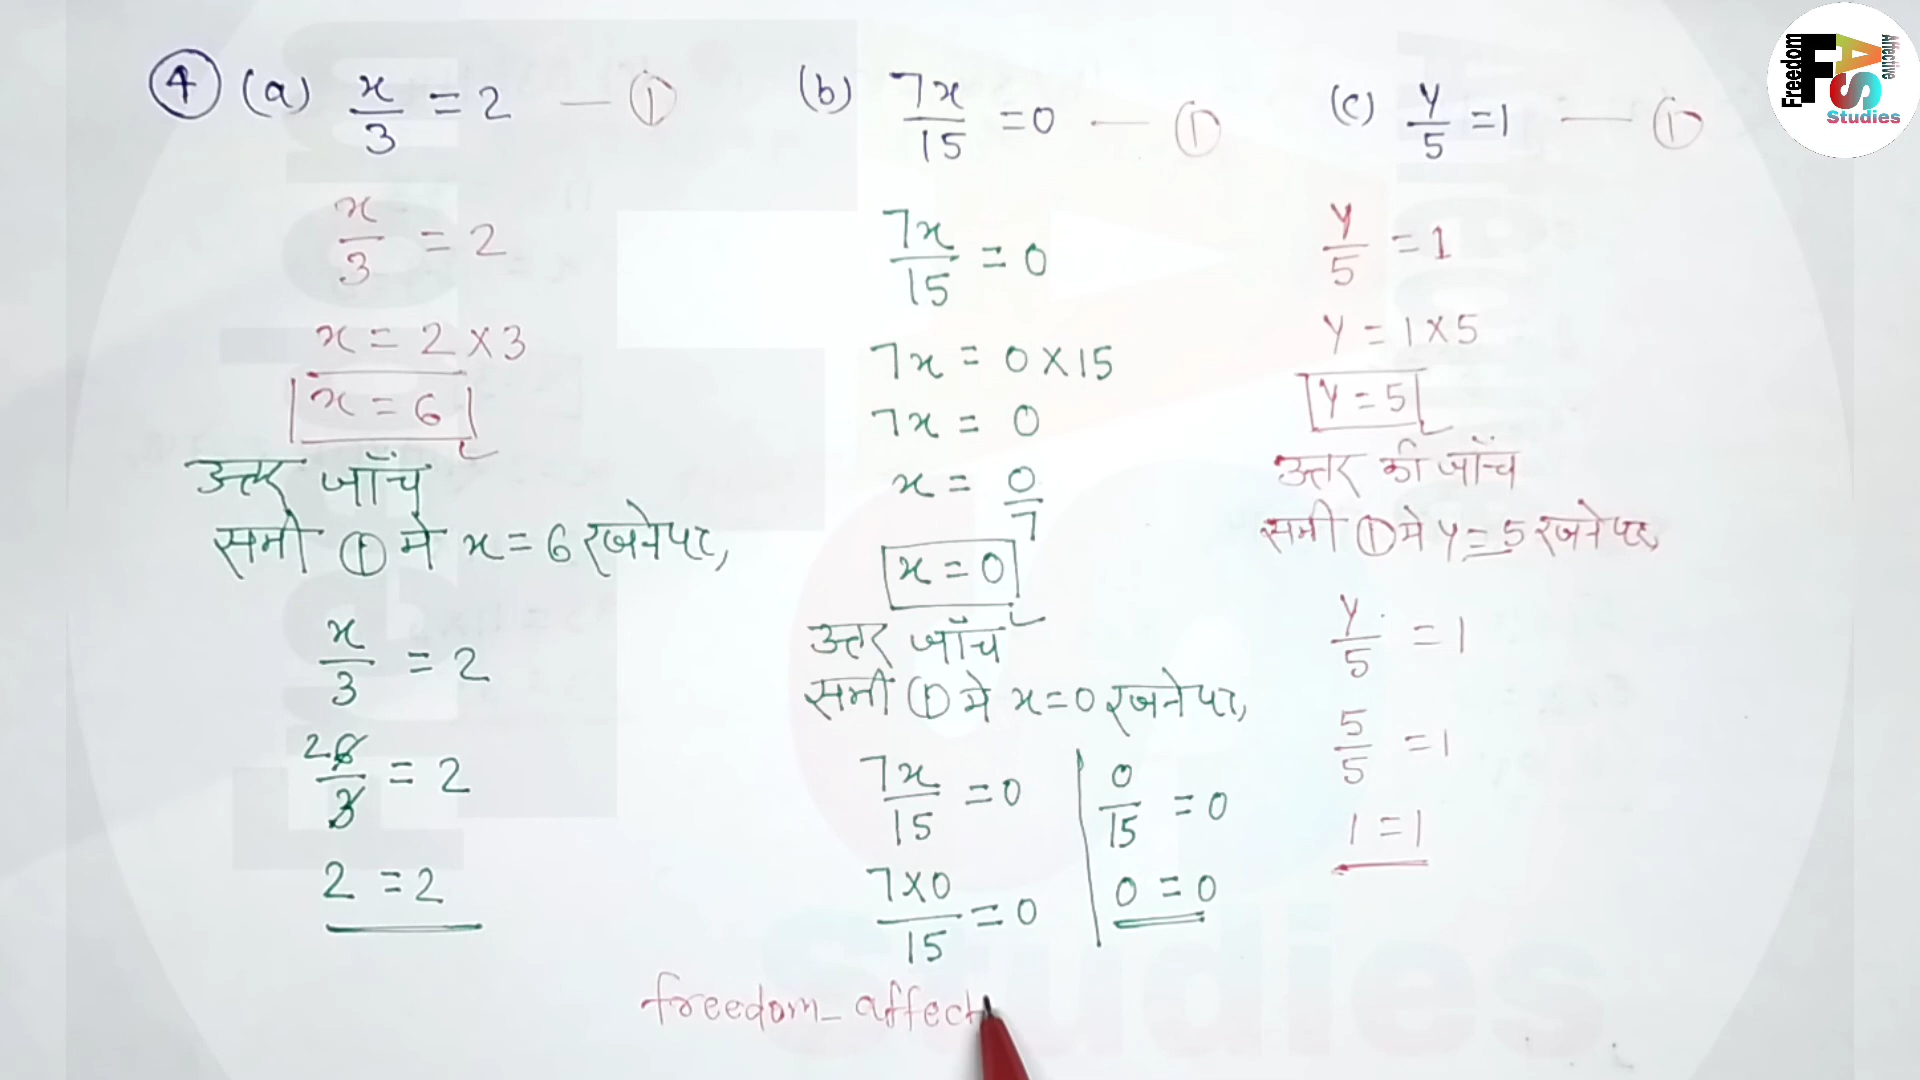 ④ (a) x/3 = 2 — ①
x/3 = 2
x = 2 × 3
x = 6
उत्तर जाँच
समी ① मे x = 6 रखने पर,
x/3 = 2
2 6/3 = 2
2 = 2
(b) 7x/15 = 0 — ①
7x/15 = 0
7x = 0 × 15
7x = 0
x = 0/7
x = 0
उत्तर जाँच
समी ① मे x = 0 रखने पर,
7x/15 = 0
7×0/15 = 0
0/15 = 0
0 = 0
(c) y/5 = 1 — ①
y/5 = 1
y = 1 × 5
y = 5
उत्तर की जाँच
समी ① मे y = 5 रखने पर,
y/5 = 1
5/5 = 1
1 = 1
freedom_affect
Freedom
FAS
Affective
Studies